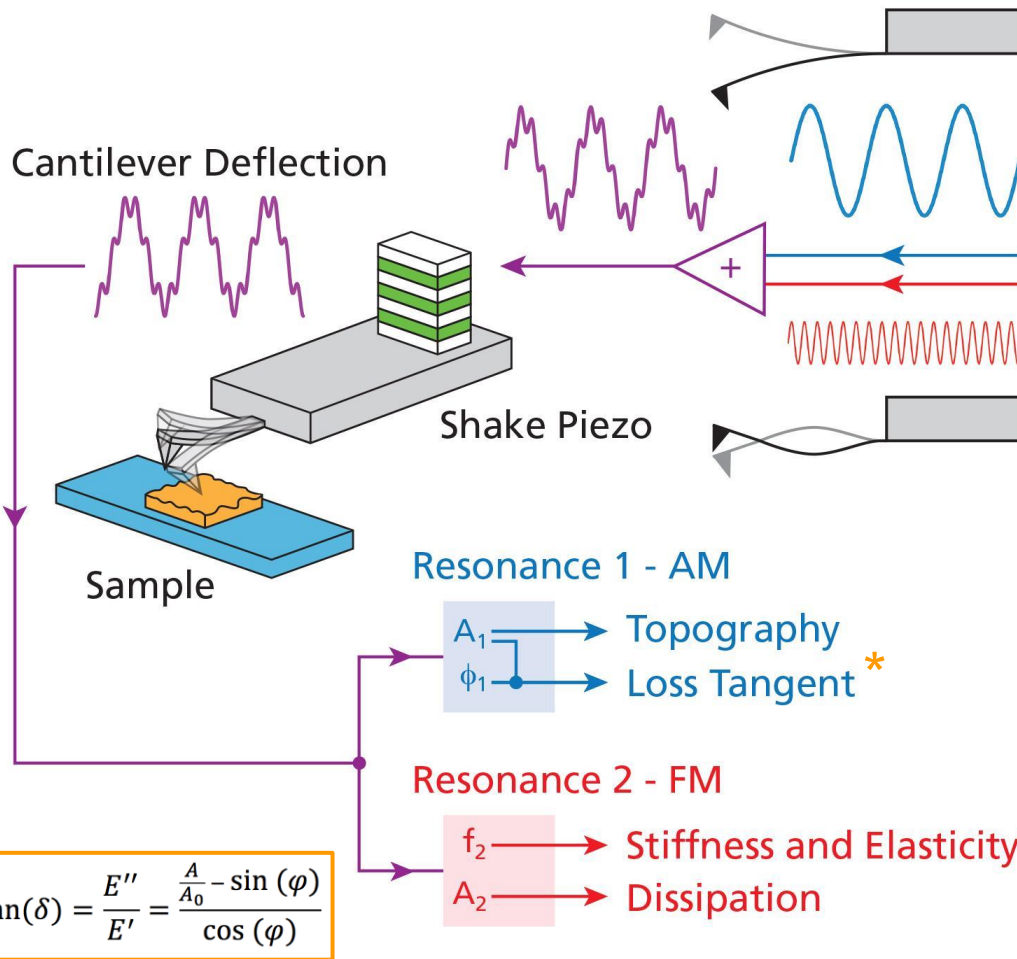 Cantilever Deflection
+
Shake Piezo
Sample
Resonance 1 - AM
A₁ Topography
ϕ₁ Loss Tangent *
Resonance 2 - FM
f₂ Stiffness and Elasticity
A₂ Dissipation
an(δ) = E''/E' = (A/A₀ − sin (φ))/cos (φ)